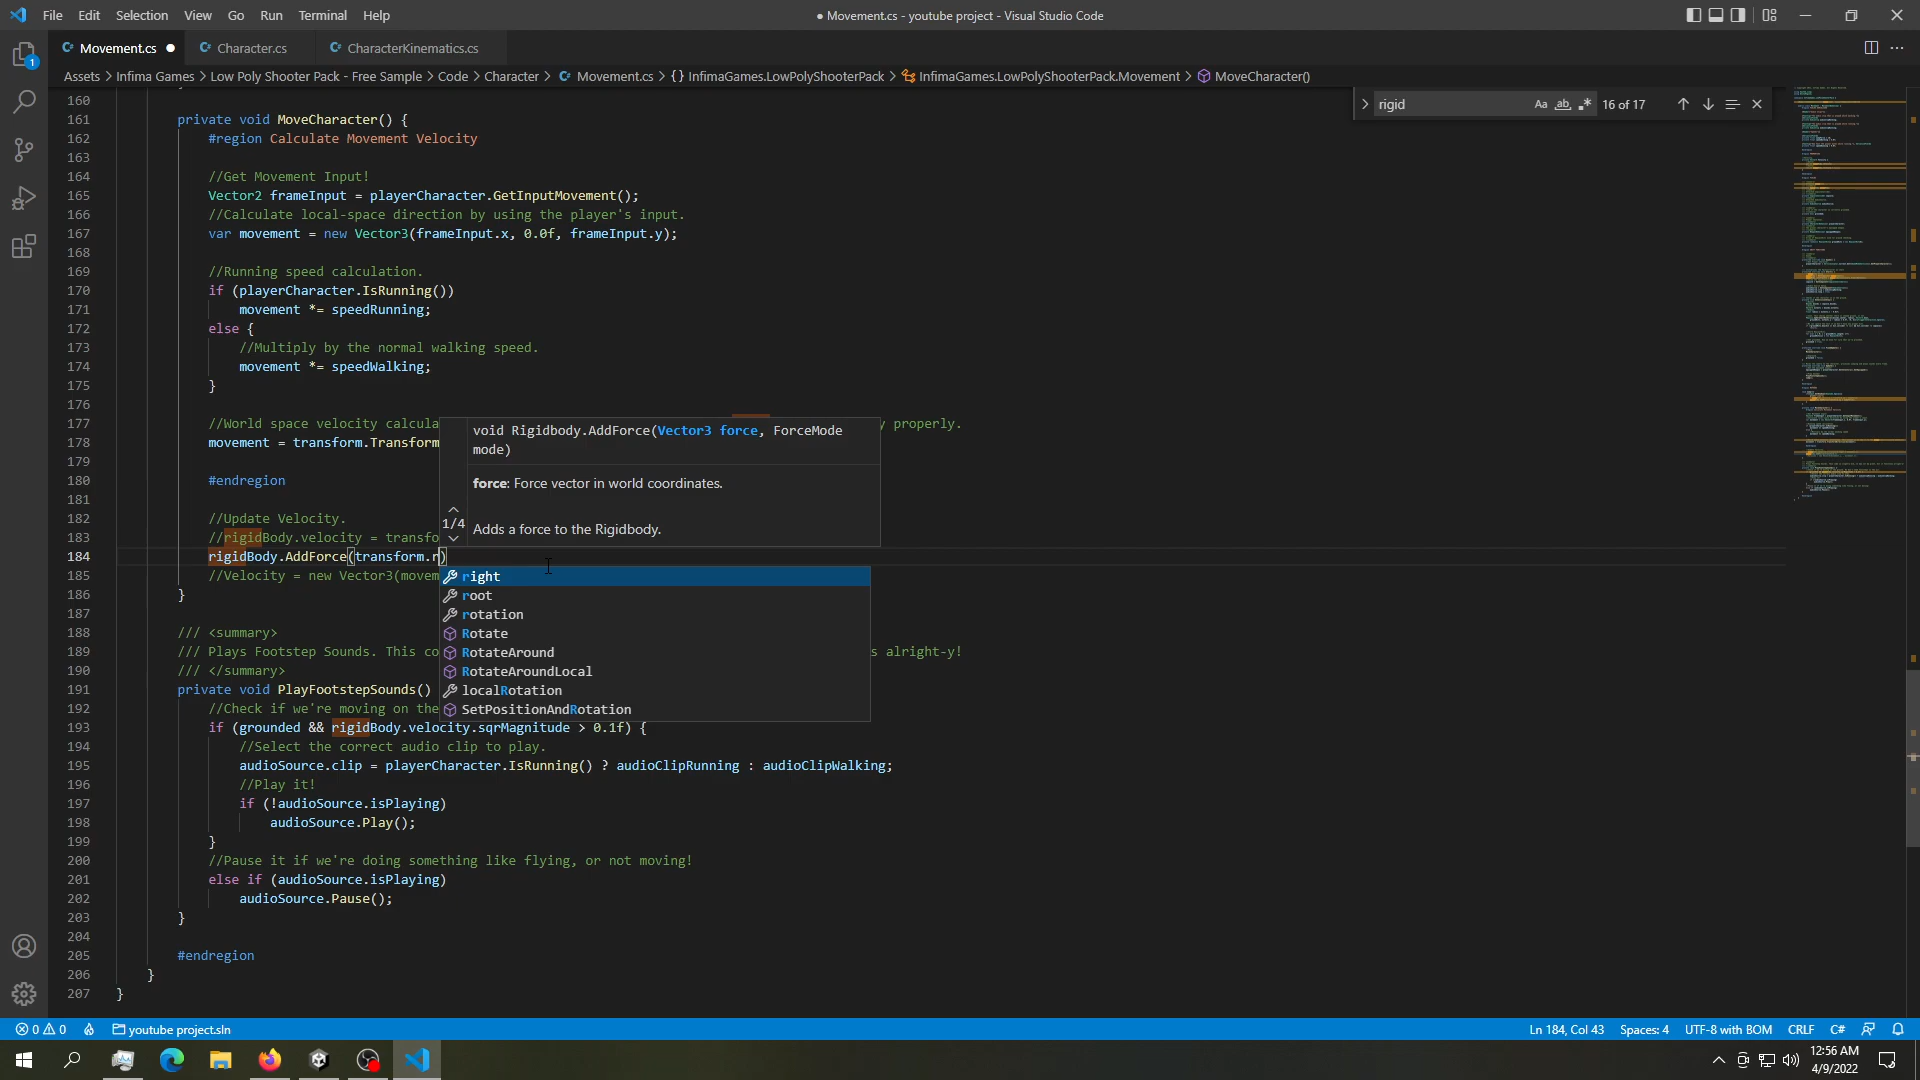 File Edit Selection View Go Run Terminal Help
● Movement.cs - youtube project - Visual Studio Code
Movement.cs ● Character.cs CharacterKinematics.cs
Assets > Infima Games > Low Poly Shooter Pack - Free Sample > Code > Character > Movement.cs > {} InfimaGames.LowPolyShooterPack > InfimaGames.LowPolyShooterPack.Movement > MoveCharacter()
rigid Aa ab 16 of 17
160
161 private void MoveCharacter() {
162 #region Calculate Movement Velocity
163
164 //Get Movement Input!
165 Vector2 frameInput = playerCharacter.GetInputMovement();
166 //Calculate local-space direction by using the player's input.
167 var movement = new Vector3(frameInput.x, 0.0f, frameInput.y);
168
169 //Running speed calculation.
170 if (playerCharacter.IsRunning())
171 movement *= speedRunning;
172 else {
173 //Multiply by the normal walking speed.
174 movement *= speedWalking;
175 }
176
177 //World space velocity calcula y properly.
178 movement = transform.Transform
179
180 #endregion
181
182 //Update Velocity.
183 //rigidBody.velocity = transfo
184 rigidBody.AddForce(transform.r)
185 //Velocity = new Vector3(movem
186 }
187
188 /// <summary>
189 /// Plays Footstep Sounds. This co s alright-y!
190 /// </summary>
191 private void PlayFootstepSounds()
192 //Check if we're moving on the
193 if (grounded && rigidBody.velocity.sqrMagnitude > 0.1f) {
194 //Select the correct audio clip to play.
195 audioSource.clip = playerCharacter.IsRunning() ? audioClipRunning : audioClipWalking;
196 //Play it!
197 if (!audioSource.isPlaying)
198 audioSource.Play();
199 }
200 //Pause it if we're doing something like flying, or not moving!
201 else if (audioSource.isPlaying)
202 audioSource.Pause();
203 }
204
205 #endregion
206 }
207 }
void Rigidbody.AddForce(Vector3 force, ForceMode
mode)
force: Force vector in world coordinates.
1/4
Adds a force to the Rigidbody.
right
root
rotation
Rotate
RotateAround
RotateAroundLocal
localRotation
SetPositionAndRotation
1
0 0 youtube project.sln
Ln 184, Col 43 Spaces: 4 UTF-8 with BOM CRLF C#
12:56 AM
4/9/2022